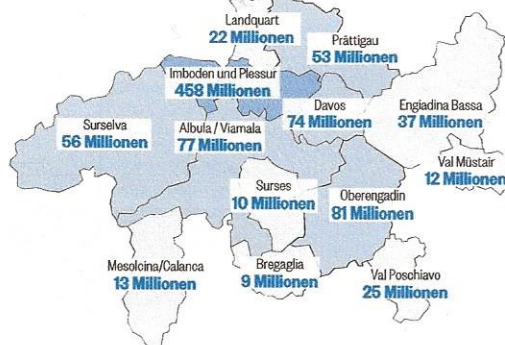 Landquart
22 Millionen
Prättigau
53 Millionen
Imboden und Plessur
458 Millionen
Davos
74 Millionen
Engiadina Bassa
37 Millionen
Surselva
56 Millionen
Albula / Viamala
77 Millionen
Val Müstair
12 Millionen
Surses
10 Millionen
Oberengadin
81 Millionen
Mesolcina/Calanca
13 Millionen
Bregaglia
9 Millionen
Val Poschiavo
25 Millionen